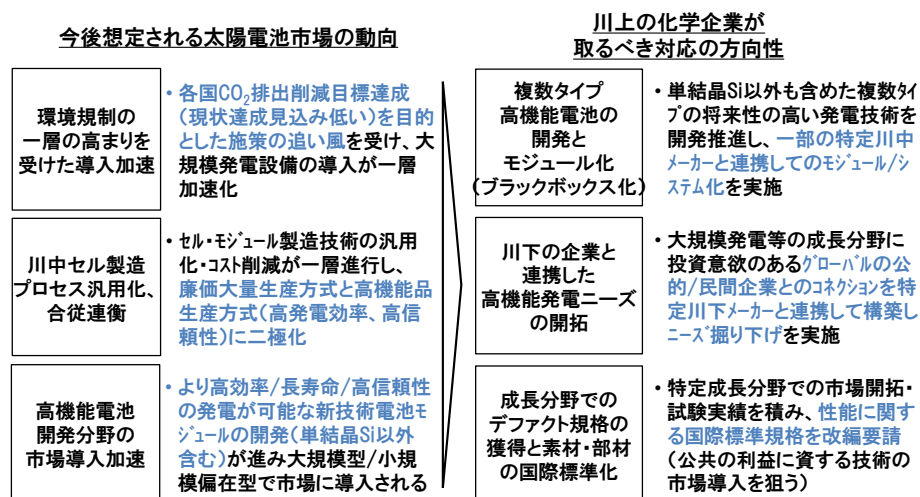 今後想定される太陽電池市場の動向
環境規制の
一層の高まりを
受けた導入加速
・各国CO2排出削減目標達成
(現状達成見込み低い)を目的
とした施策の追い風を受け、大
規模発電設備の導入が一層
加速化
川中セル製造
プロセス汎用化、
合従連衡
・ｾﾙ・ﾓｼﾞｭｰﾙ製造技術の汎用
化・コスト削減が一層進行し、
廉価大量生産方式と高機能品
生産方式(高発電効率、高信
頼性)に二極化
高機能電池
開発分野の
市場導入加速
・より高効率/長寿命/高信頼性
の発電が可能な新技術電池ﾓ
ｼﾞｭｰﾙの開発(単結晶Si以外
含む)が進み大規模型/小規
模偏在型で市場に導入される
川上の化学企業が
取るべき対応の方向性
複数タイプ
高機能電池の
開発と
モジュール化
(ブラックボックス化)
・単結晶Si以外も含めた複数ﾀｲ
ﾌﾟの将来性の高い発電技術を
開発推進し、一部の特定川中
メーカーと連携してのﾓｼﾞｭｰﾙ/ｼ
ｽﾃﾑ化を実施
川下の企業と
連携した
高機能発電ニーズ
の開拓
・大規模発電等の成長分野に
投資意欲のあるｸﾞﾛｰﾊﾞﾙの公
的/民間企業とのコネクションを特
定川下メーカーと連携して構築し
ﾆｰｽﾞ掘り下げを実施
成長分野での
デファクト規格の
獲得と素材・部材
の国際標準化
・特定成長分野での市場開拓・
試験実績を積み、性能に関す
る国際標準規格を改編要請
(公共の利益に資する技術の
市場導入を狙う)